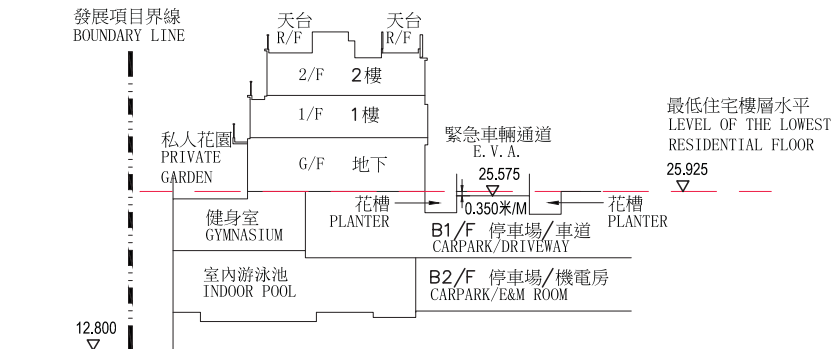 發展項目界線
BOUNDARY LINE
天台
R/F
天台
R/F
2/F 2樓
1/F 1樓
G/F 地下
私人花園
PRIVATE
GARDEN
緊急車輛通道
E.V.A.
25.575
最低住宅樓層水平
LEVEL OF THE LOWEST
RESIDENTIAL FLOOR
25.925
花槽
PLANTER
0.350米/M
花槽
PLANTER
健身室
GYMNASIUM
B1/F 停車場/車道
CARPARK/DRIVEWAY
室內游泳池
INDOOR POOL
B2/F 停車場/機電房
CARPARK/E&M ROOM
12.800